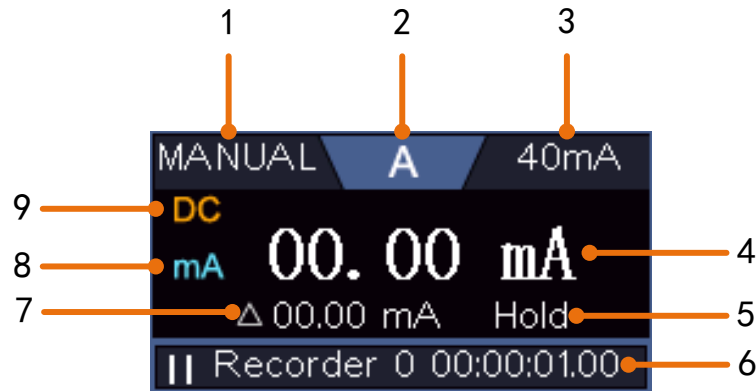 1 2 3
MANUAL A 40mA
9 DC
8 mA 00.00 mA 4
7 △ 00.00 mA Hold 5
|| Recorder 0 00:00:01.00 6